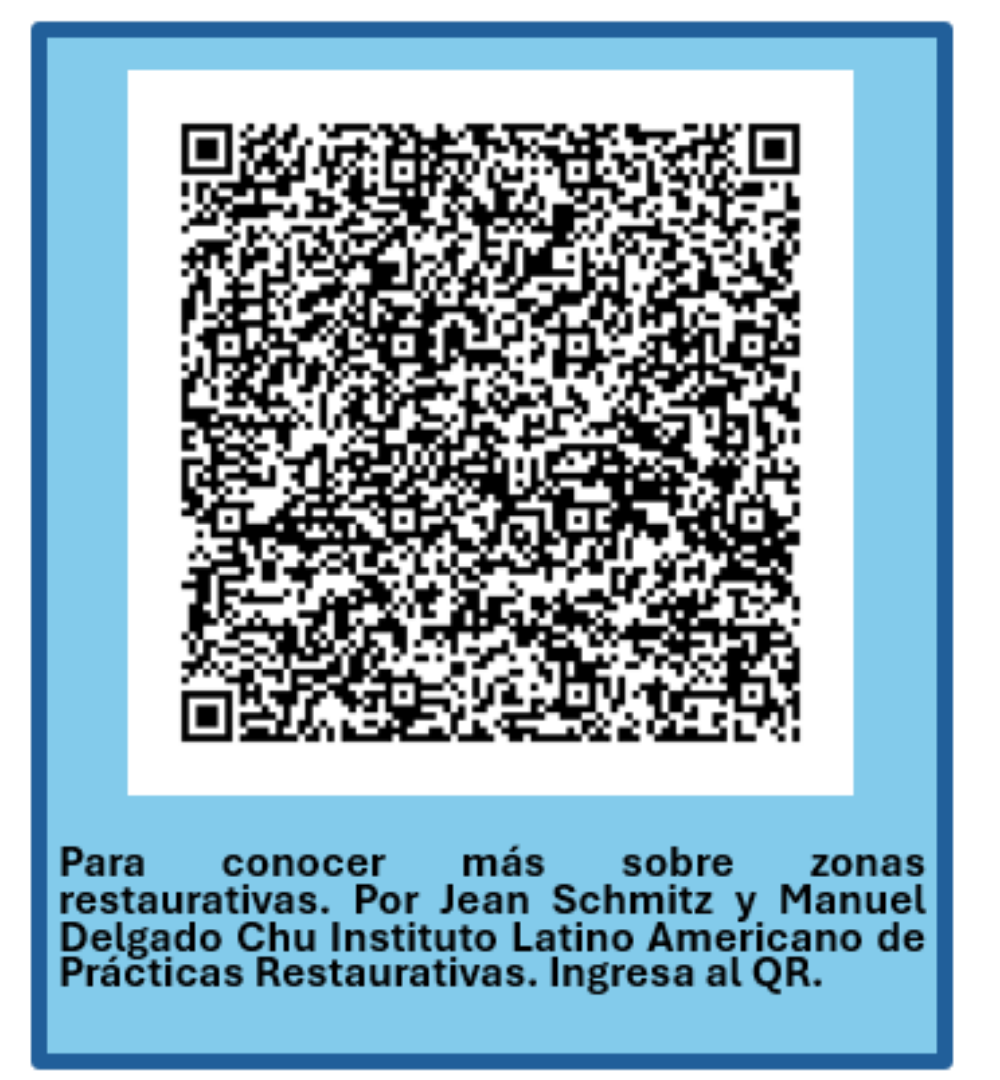 Para conocer más sobre zonas
restaurativas. Por Jean Schmitz y Manuel
Delgado Chu Instituto Latino Americano de
Prácticas Restaurativas. Ingresa al QR.